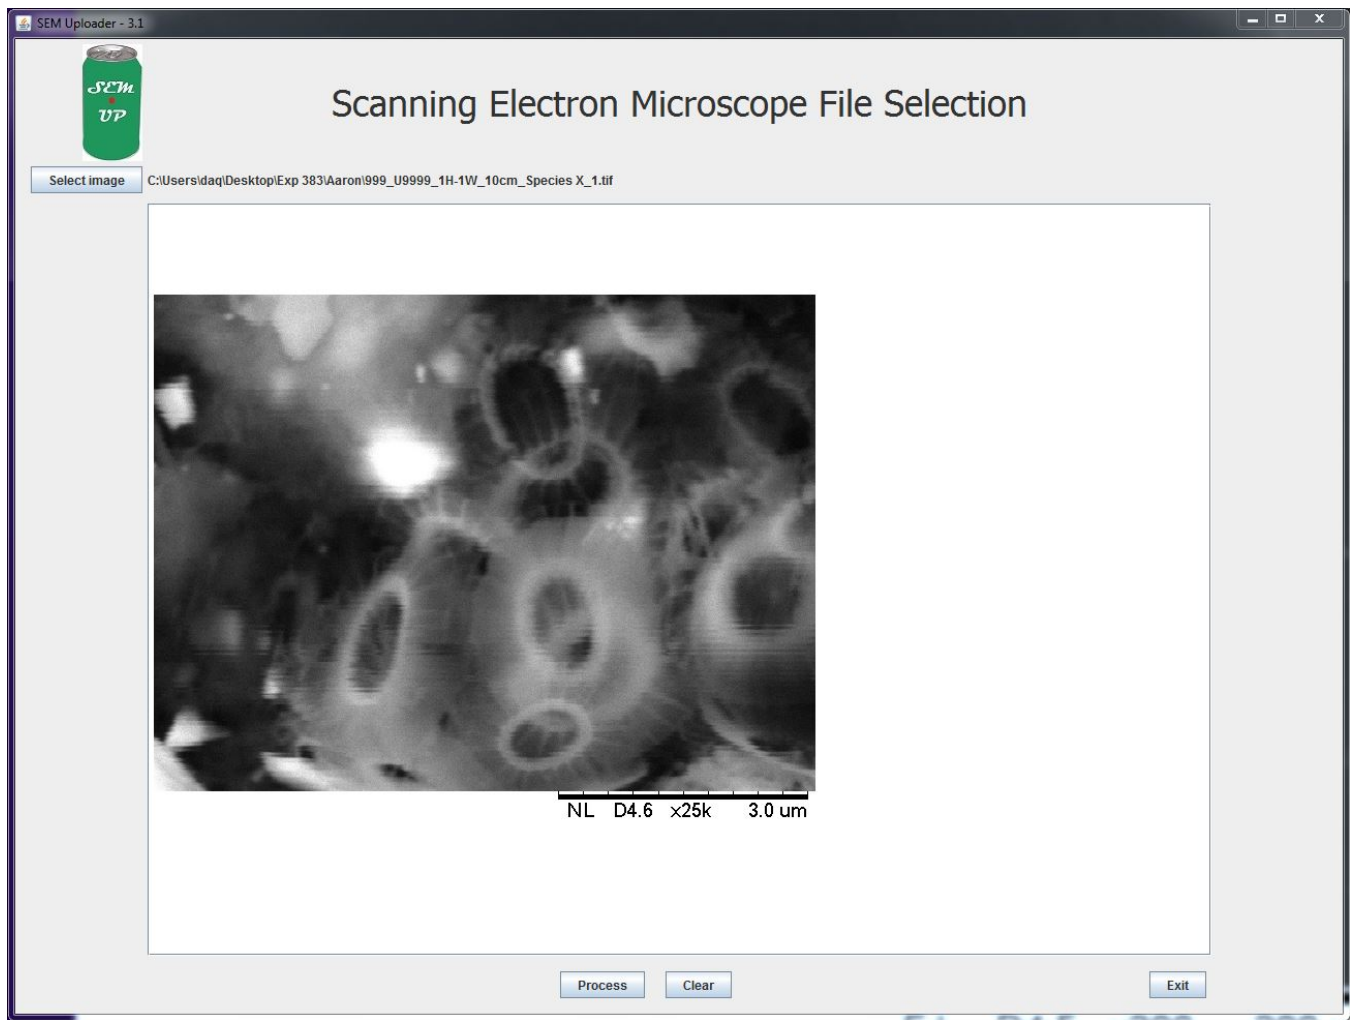 SEM Uploader - 3.1
SEM
UP
Scanning Electron Microscope File Selection
Select image C:\Users\daq\Desktop\Exp 383\Aaron\999_U9999_1H-1W_10cm_Species X_1.tif
NL D4.6 x25k 3.0 um
Process Clear Exit